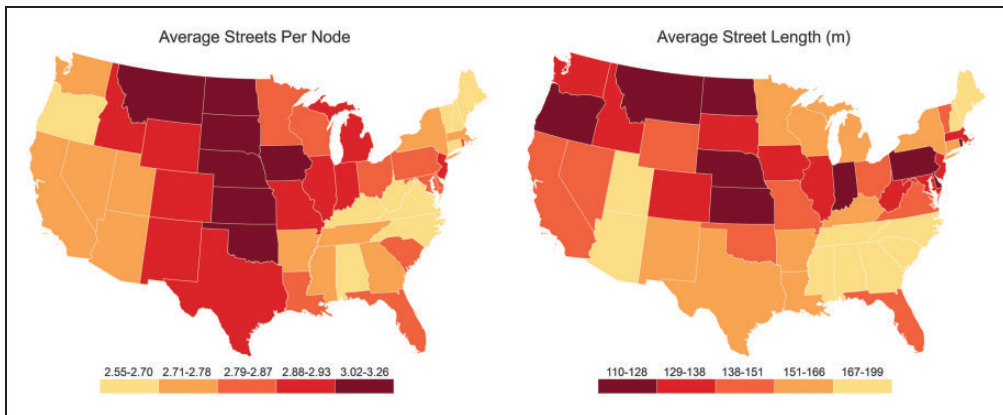 Average Streets Per Node
2.55-2.70 2.71-2.78 2.79-2.87 2.88-2.93 3.02-3.26
Average Street Length (m)
110-128 129-138 138-151 151-166 167-199